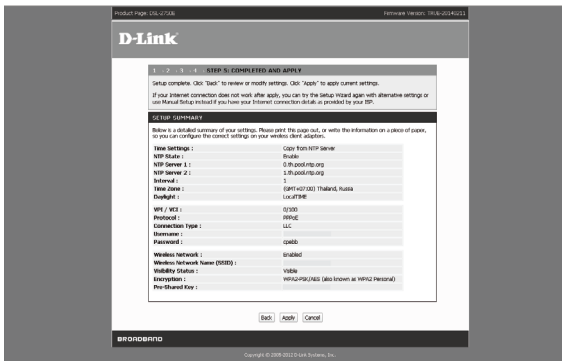 Product Page: DSL-2750E
Firmware Version: TRUE-20140211
D-Link
1 2 3 4 STEP 5: COMPLETED AND APPLY
Setup complete. Click "Back" to review or modify settings. Click "Apply" to apply current settings.
If your Internet connection does not work after apply, you can try the Setup Wizard again with alternative settings or
use Manual Setup instead if you have your Internet connection details as provided by your ISP.
SETUP SUMMARY
Below is a detailed summary of your settings. Please print this page out, or write the information on a piece of paper,
so you can configure the correct settings on your wireless client adapters.
Time Settings : Copy from NTP Server
NTP State : Enable
NTP Server 1 : 0.th.pool.ntp.org
NTP Server 2 : 1.th.pool.ntp.org
Interval : 1
Time Zone : (GMT+07:00) Thailand, Russia
Daylight : LocalTIME
VPI / VCI : 0/100
Protocol : PPPoE
Connection Type : LLC
Username :
Password : cpebb
Wireless Network : Enabled
Wireless Network Name (SSID) :
Visibility Status : Visible
Encryption : WPA2-PSK/AES (also known as WPA2 Personal)
Pre-Shared Key :
Back Apply Cancel
BROADBAND
Copyright © 2008-2012 D-Link Systems, Inc.